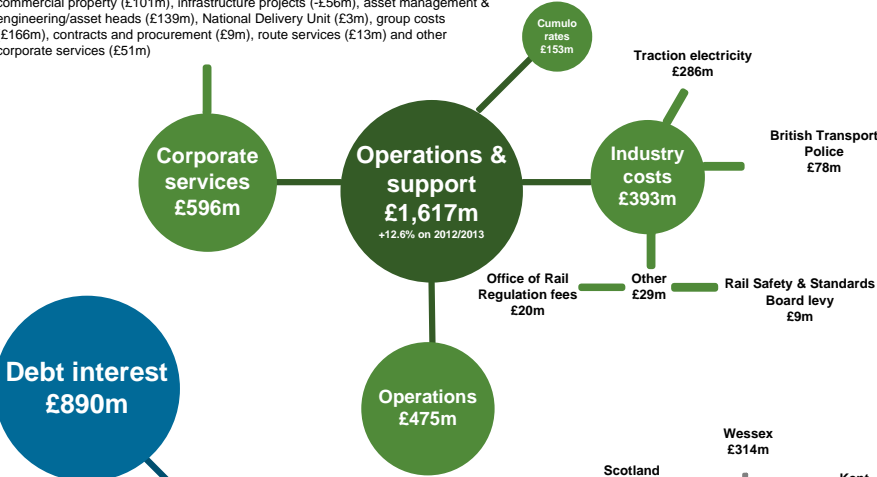 commercial property (£101m), infrastructure projects (-£56m), asset management &
engineering/asset heads (£139m), National Delivery Unit (£3m), group costs
(£166m), contracts and procurement (£9m), route services (£13m) and other
corporate services (£51m)
Cumulo
rates
£153m
Traction electricity
£286m
British Transport
Police
£78m
Corporate
services
£596m
Operations &
support
£1,617m
+12.6% on 2012/2013
Industry
costs
£393m
Office of Rail
Regulation fees
£20m
Other
£29m
Rail Safety & Standards
Board levy
£9m
Debt interest
£890m
Operations
£475m
Wessex
£314m
Scotland
Kent